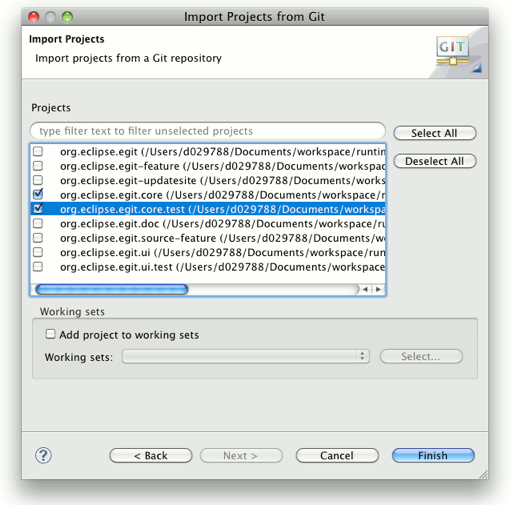 Import Projects from Git
Import Projects
Import projects from a Git repository
GIT
Projects
type filter text to filter unselected projects
Select All
Deselect All
org.eclipse.egit (/Users/d029788/Documents/workspace/runtin
org.eclipse.egit-feature (/Users/d029788/Documents/workspac
org.eclipse.egit-updatesite (/Users/d029788/Documents/works
org.eclipse.egit.core (/Users/d029788/Documents/workspace/r
org.eclipse.egit.core.test (/Users/d029788/Documents/workspa
org.eclipse.egit.doc (/Users/d029788/Documents/workspace/ru
org.eclipse.egit.source-feature (/Users/d029788/Documents/w
org.eclipse.egit.ui (/Users/d029788/Documents/workspace/run
org.eclipse.egit.ui.test (/Users/d029788/Documents/workspace
Working sets
Add project to working sets
Working sets:
Select...
?
< Back
Next >
Cancel
Finish